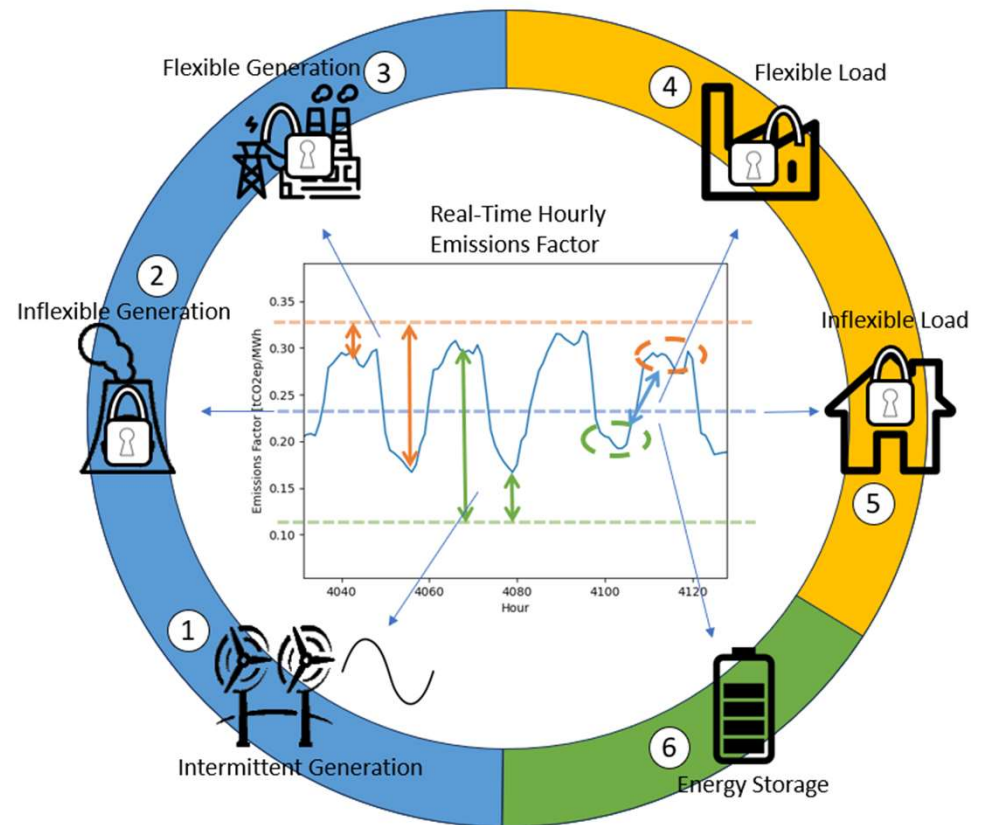 Flexible Generation
3
4
Flexible Load
2
Inflexible Generation
Real-Time Hourly
Emissions Factor
Inflexible Load
5
Emissions Factor [tCO2ep/MWh
0.35
0.30
0.25
0.20
0.15
0.10
4040
4060
4080
4100
4120
Hour
1
Intermittent Generation
6
Energy Storage